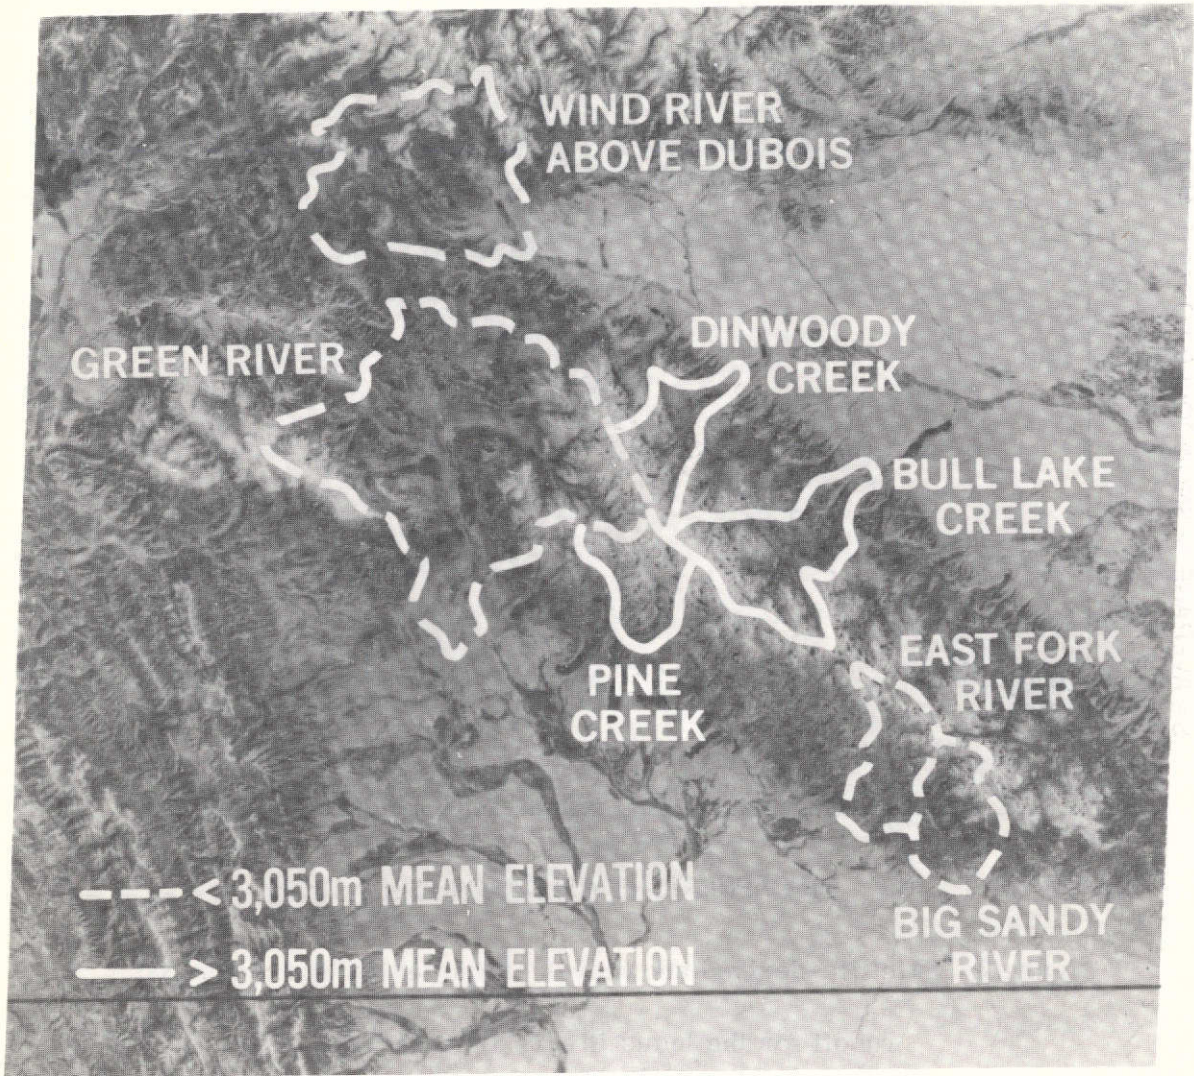 WIND RIVER
ABOVE DUBOIS
DINWOODY
CREEK
GREEN RIVER
BULL LAKE
CREEK
EAST FORK
RIVER
PINE
CREEK
< 3,050m MEAN ELEVATION
BIG SANDY
RIVER
> 3,050m MEAN ELEVATION